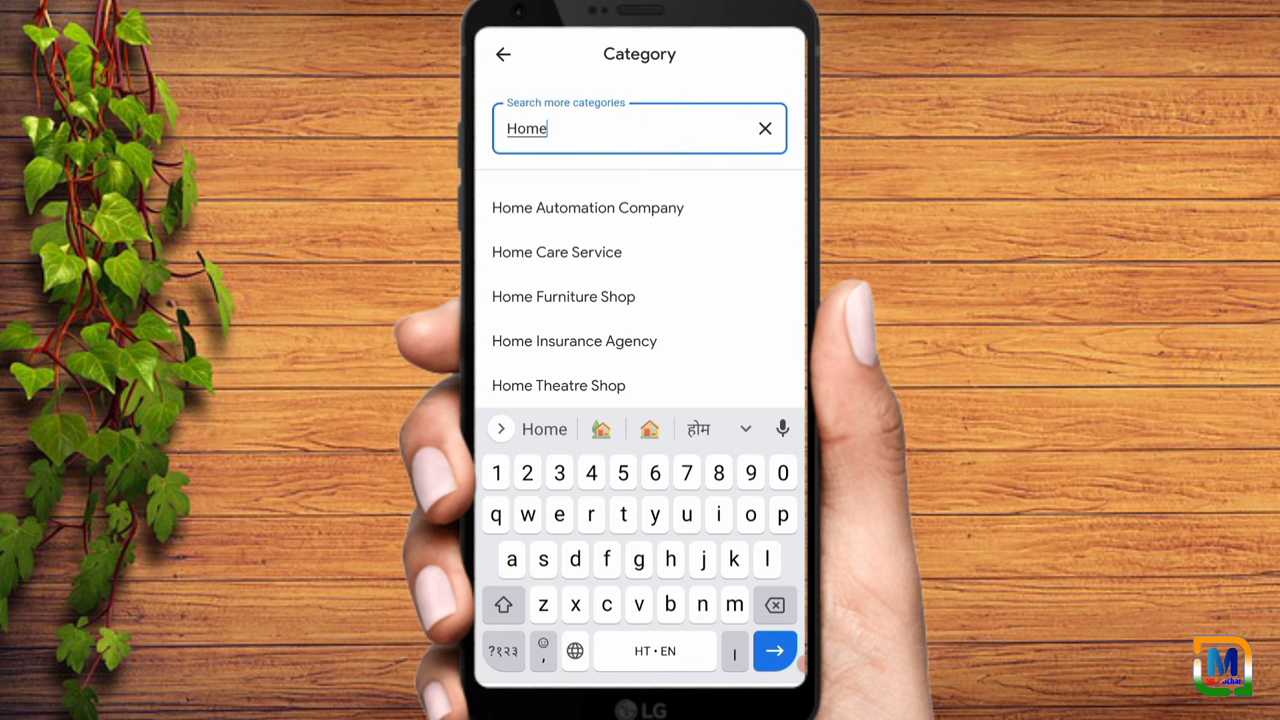 Category
Search more categories
Home
Home Automation Company
Home Care Service
Home Furniture Shop
Home Insurance Agency
Home Theatre Shop
Home होम
1 2 3 4 5 6 7 8 9 0
q w e r t y u i o p
a s d f g h j k l
z x c v b n m
?१२३ , HT • EN ।
LG
M